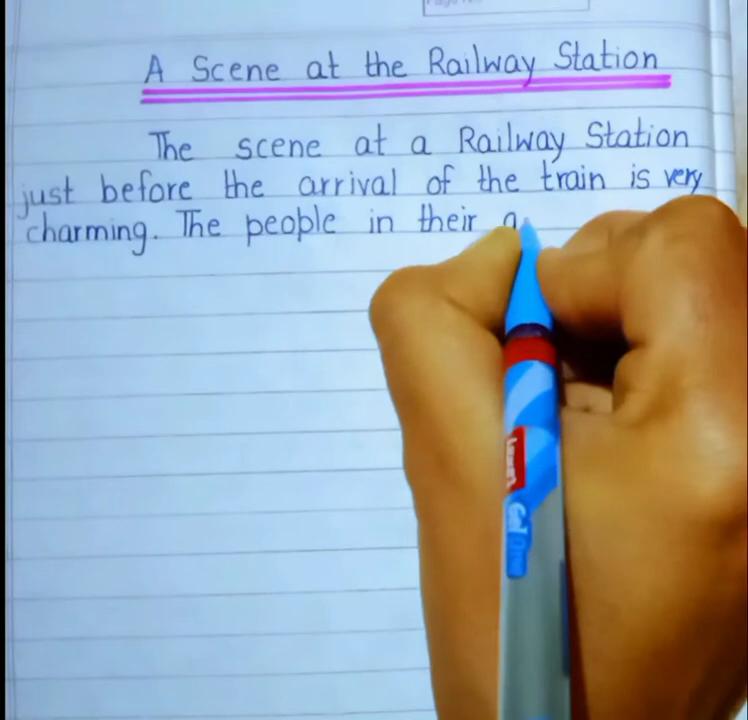 A Scene at the Railway Station
The scene at a Railway Station
just before the arrival of the train is very
charming. The people in their